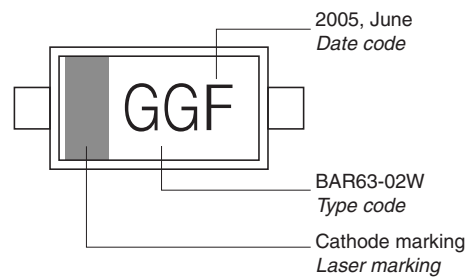 2005, June
Date code
GGF
BAR63-02W
Type code
Cathode marking
Laser marking